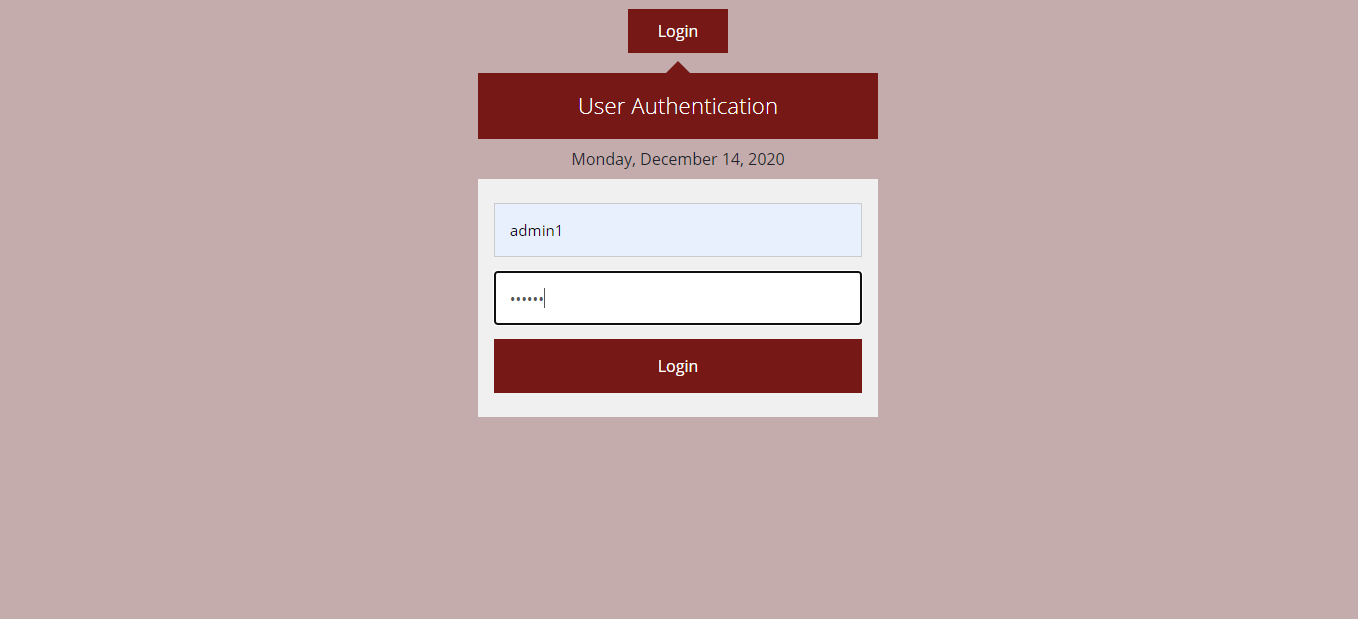 Login
User Authentication
Monday, December 14, 2020
admin1
••••••
Login